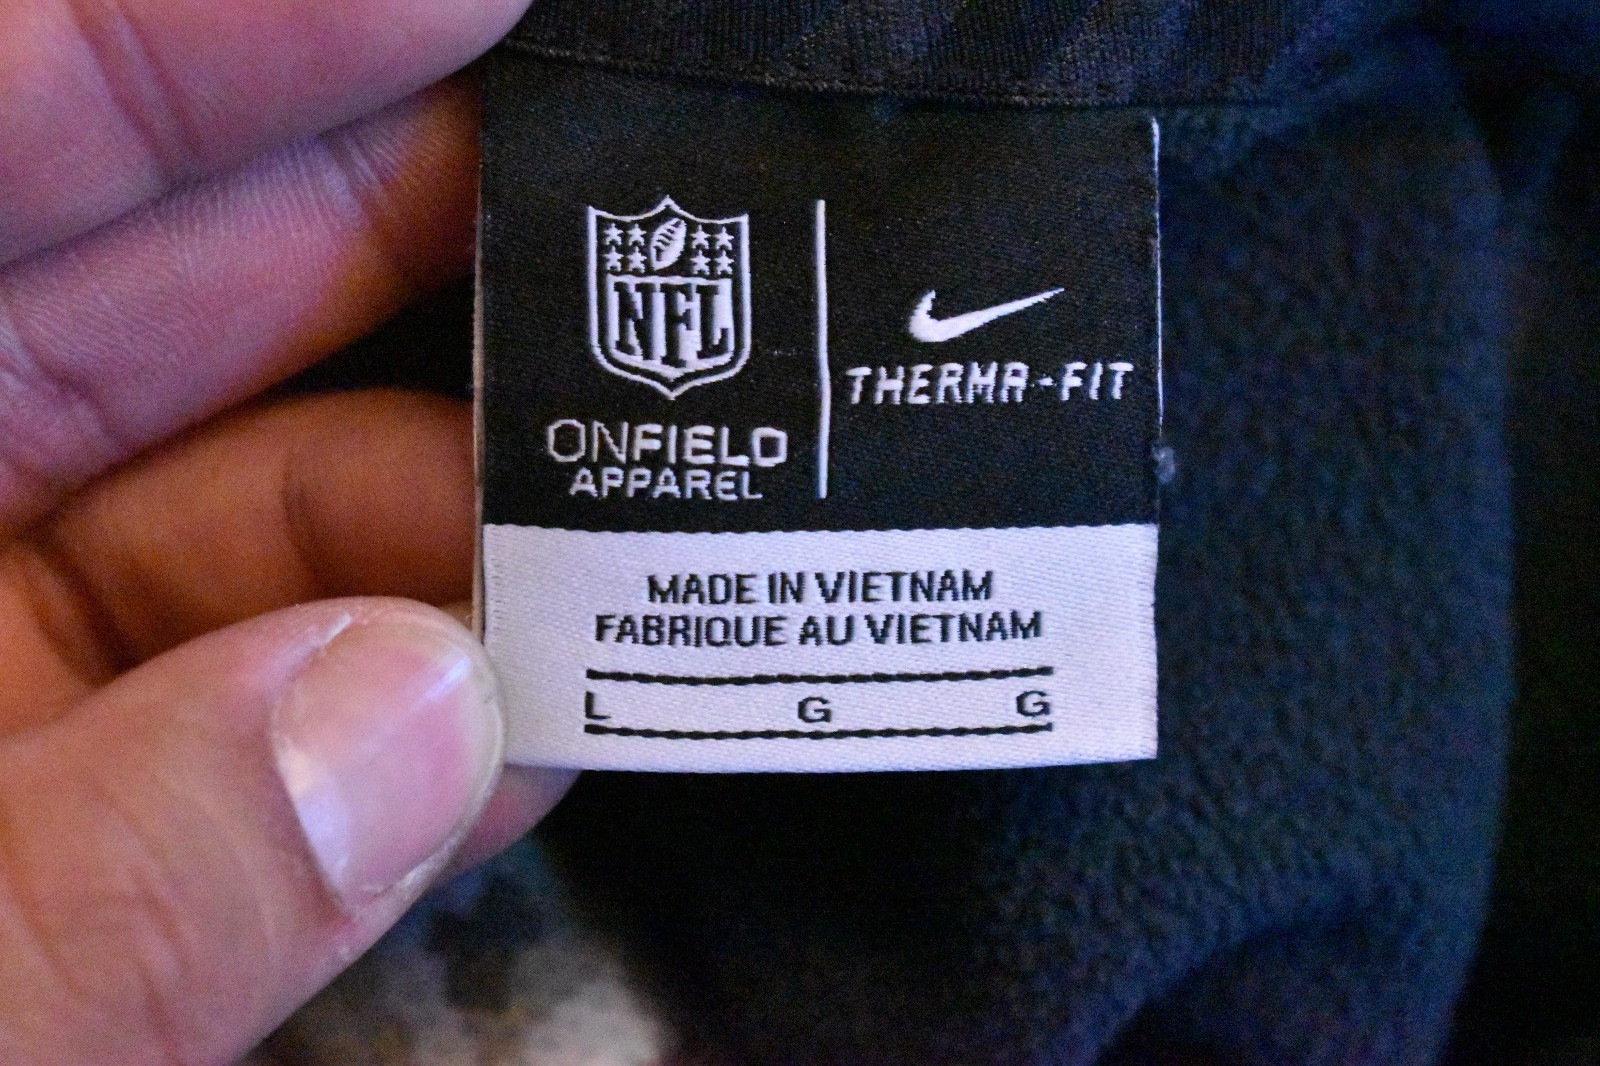 NFL
ONFIELD
APPAREL
THERMA-FIT
MADE IN VIETNAM
FABRIQUE AU VIETNAM
L G G